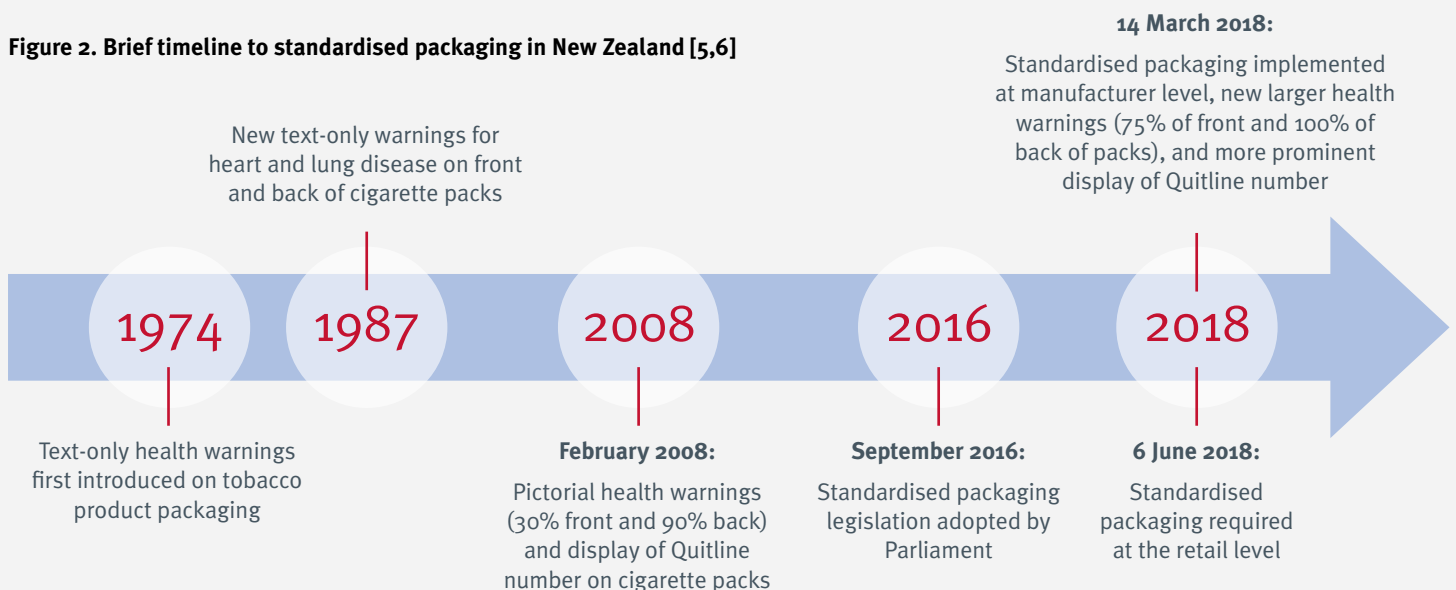 Figure 2. Brief timeline to standardised packaging in New Zealand [5,6]
14 March 2018:
Standardised packaging implemented
at manufacturer level, new larger health
warnings (75% of front and 100% of
back of packs), and more prominent
display of Quitline number
New text-only warnings for
heart and lung disease on front
and back of cigarette packs
1974
1987
2008
2016
2018
Text-only health warnings
first introduced on tobacco
product packaging
February 2008:
Pictorial health warnings
(30% front and 90% back)
and display of Quitline
number on cigarette packs
September 2016:
Standardised packaging
legislation adopted by
Parliament
6 June 2018:
Standardised
packaging required
at the retail level